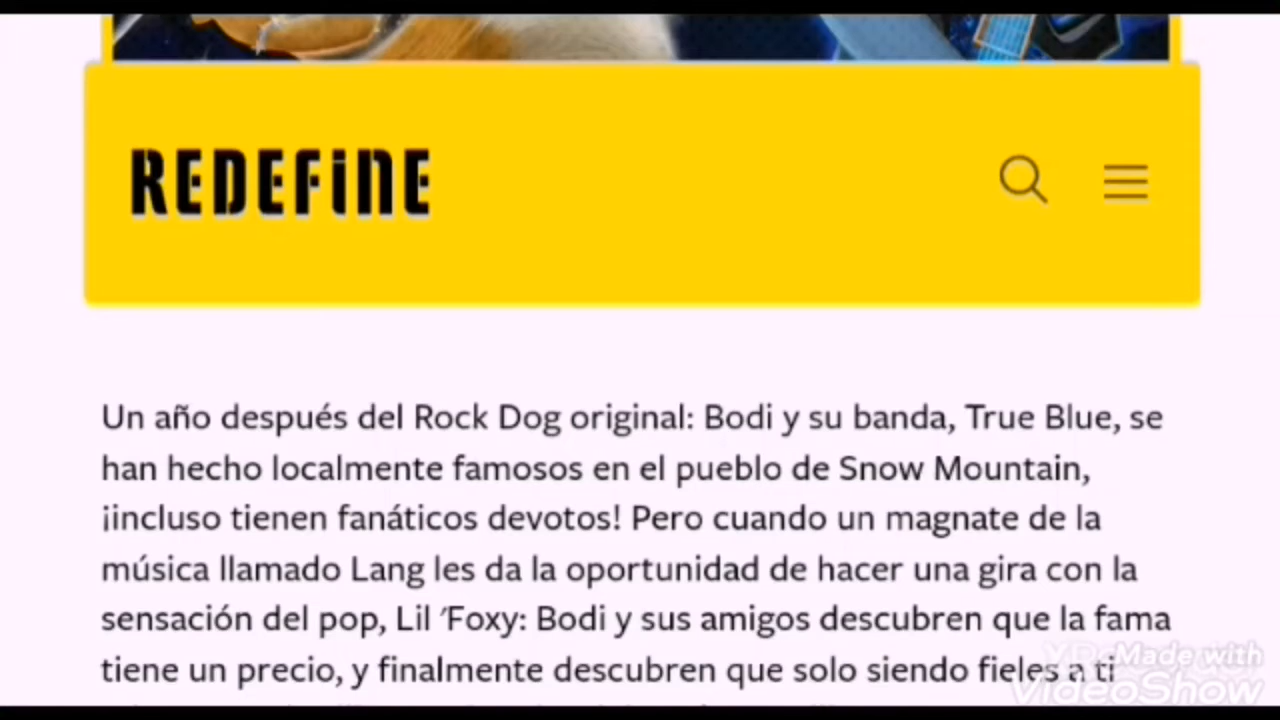 REDEFINE
Un año después del Rock Dog original: Bodi y su banda, True Blue, se
han hecho localmente famosos en el pueblo de Snow Mountain,
¡incluso tienen fanáticos devotos! Pero cuando un magnate de la
música llamado Lang les da la oportunidad de hacer una gira con la
sensación del pop, Lil ‘Foxy: Bodi y sus amigos descubren que la fama
tiene un precio, y finalmente descubren que solo siendo fieles a ti
Made with
VideoShow